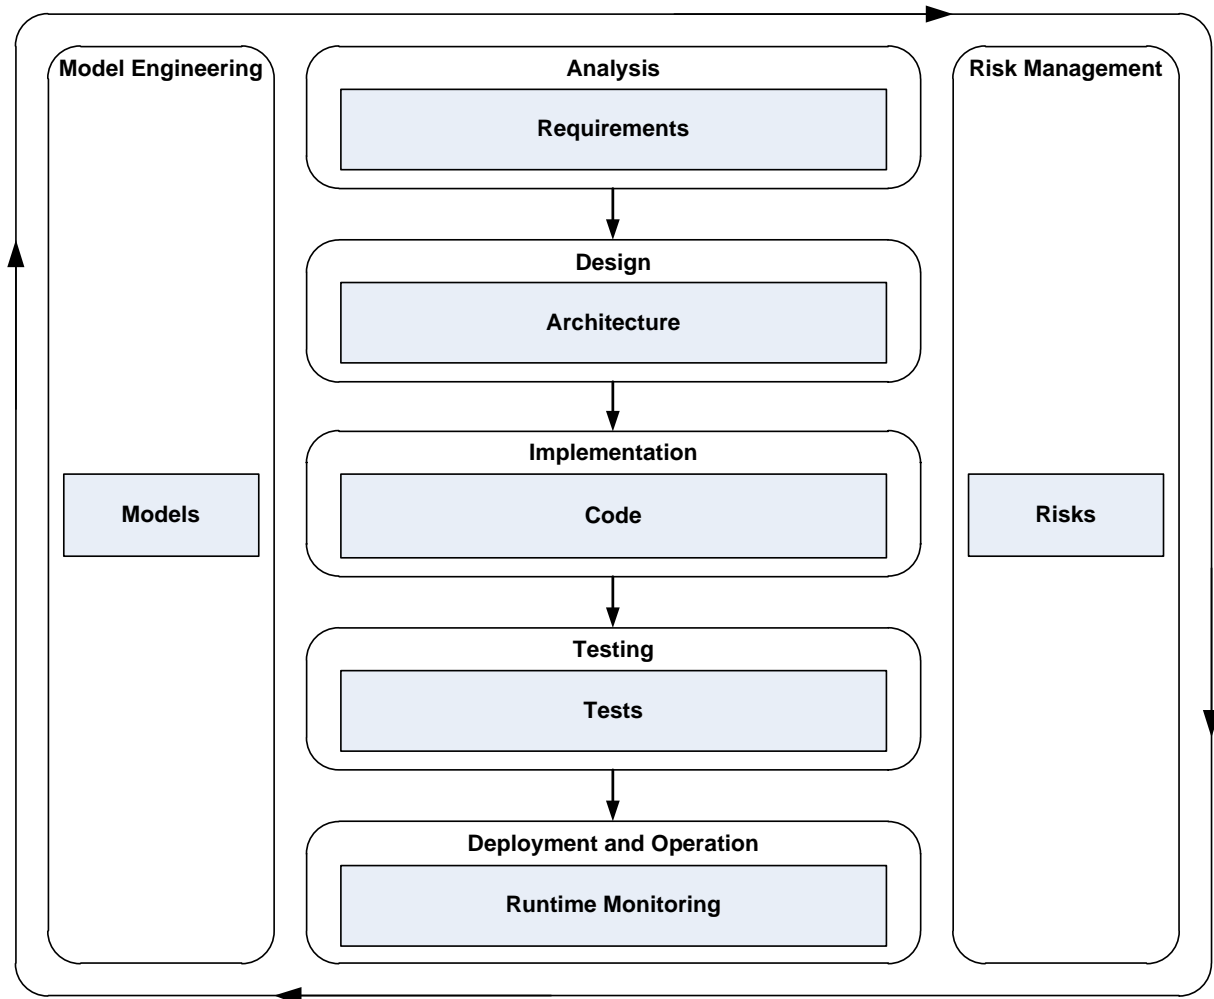 Model Engineering
Analysis
Risk Management
Requirements
Design
Architecture
Implementation
Models
Code
Risks
Testing
Tests
Deployment and Operation
Runtime Monitoring